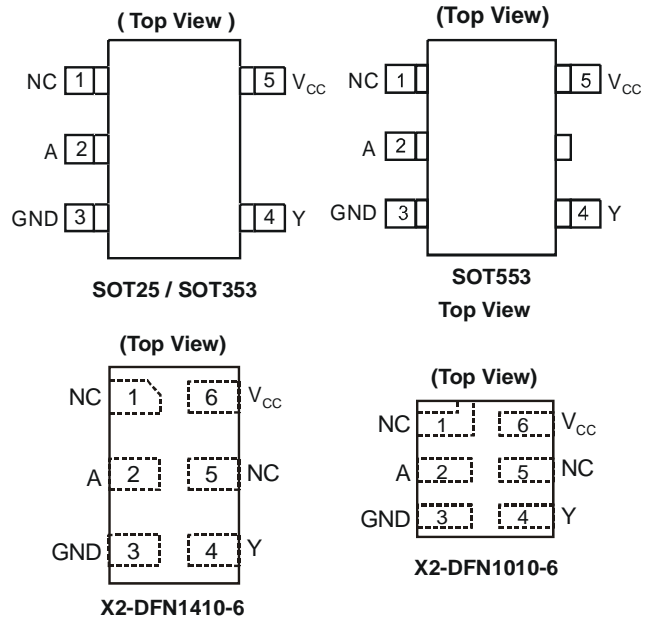 ( Top View )
NC 1 5 VCC
A 2
GND 3 4 Y
SOT25 / SOT353
(Top View)
NC 1 5 VCC
A 2
GND 3 4 Y
SOT553
Top View
(Top View)
NC 1 6 VCC
A 2 5 NC
GND 3 4 Y
X2-DFN1410-6
(Top View)
NC 1 6 VCC
A 2 5 NC
GND 3 4 Y
X2-DFN1010-6